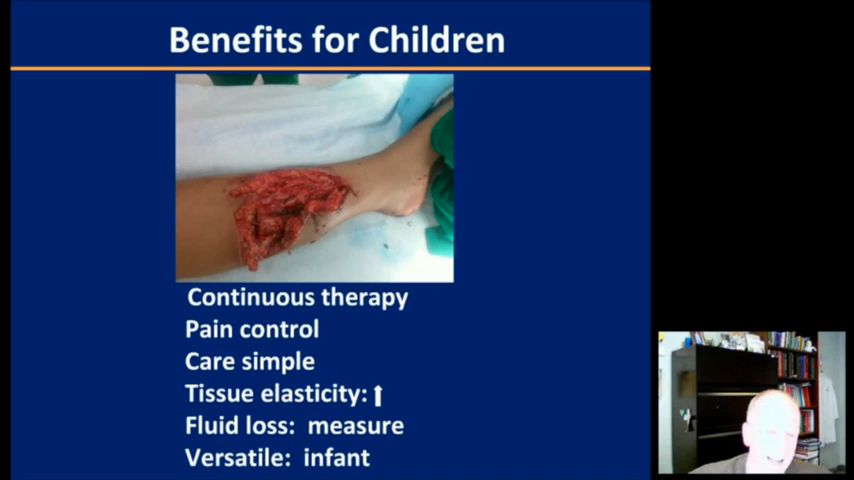 Benefits for Children
Continuous therapy
Pain control
Care simple
Tissue elasticity: ⬆
Fluid loss: measure
Versatile: infant